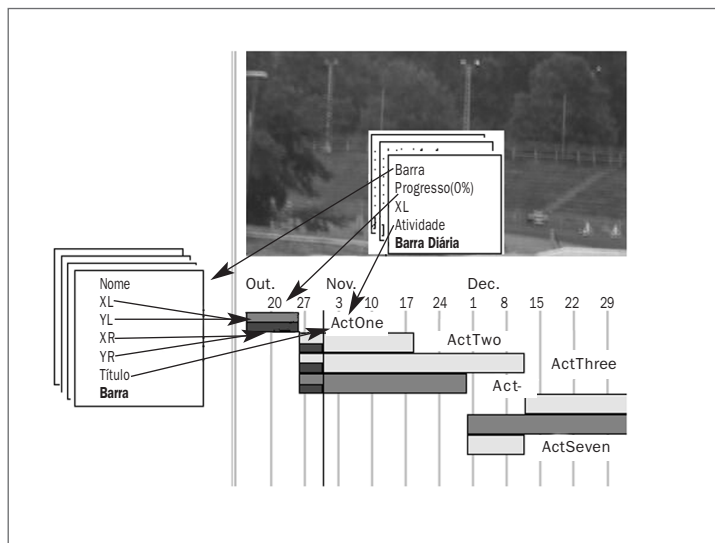 Barra
Progresso(0%)
XL
Atividade
Barra Diária
Nome
XL
YL
XR
YR
Título
Barra
Out. Nov. Dec.
20 27 3 10 17 24 1 8 15 22 29
ActOne
ActTwo
ActThree
Act-
ActSeven